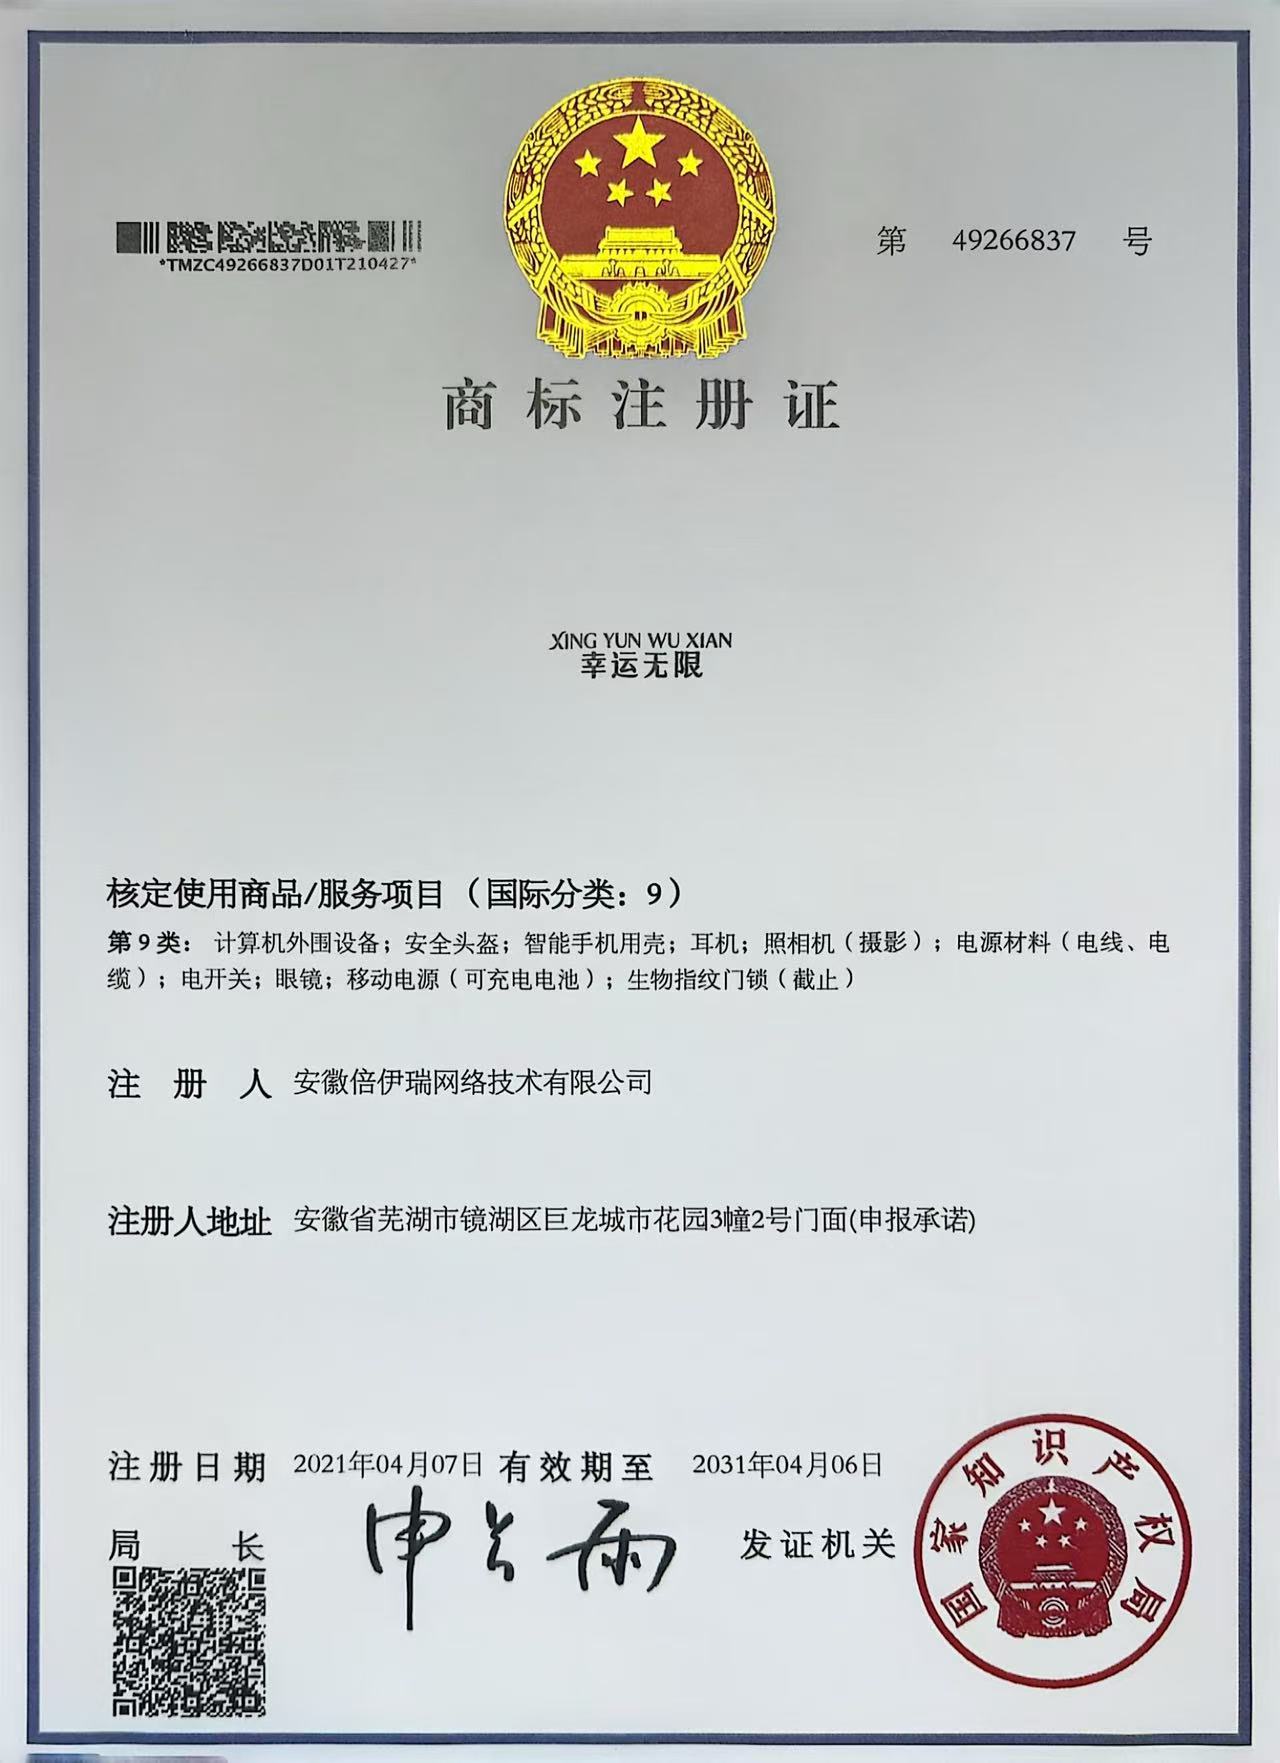 *TMZC49266837D01T210427*
第 49266837 号
商标注册证
XING YUN WU XIAN
幸运无限
核定使用商品/服务项目（国际分类：9）
第9类： 计算机外围设备；安全头盔；智能手机用壳；耳机；照相机（摄影）；电源材料（电线、电
缆）；电开关；眼镜；移动电源（可充电电池）；生物指纹门锁（截止）
注 册 人 安徽倍伊瑞网络技术有限公司
注册人地址 安徽省芜湖市镜湖区巨龙城市花园3幢2号门面(申报承诺)
注册日期 2021年04月07日 有效期至 2031年04月06日
局 长 申长雨 发证机关
国家知识产权局